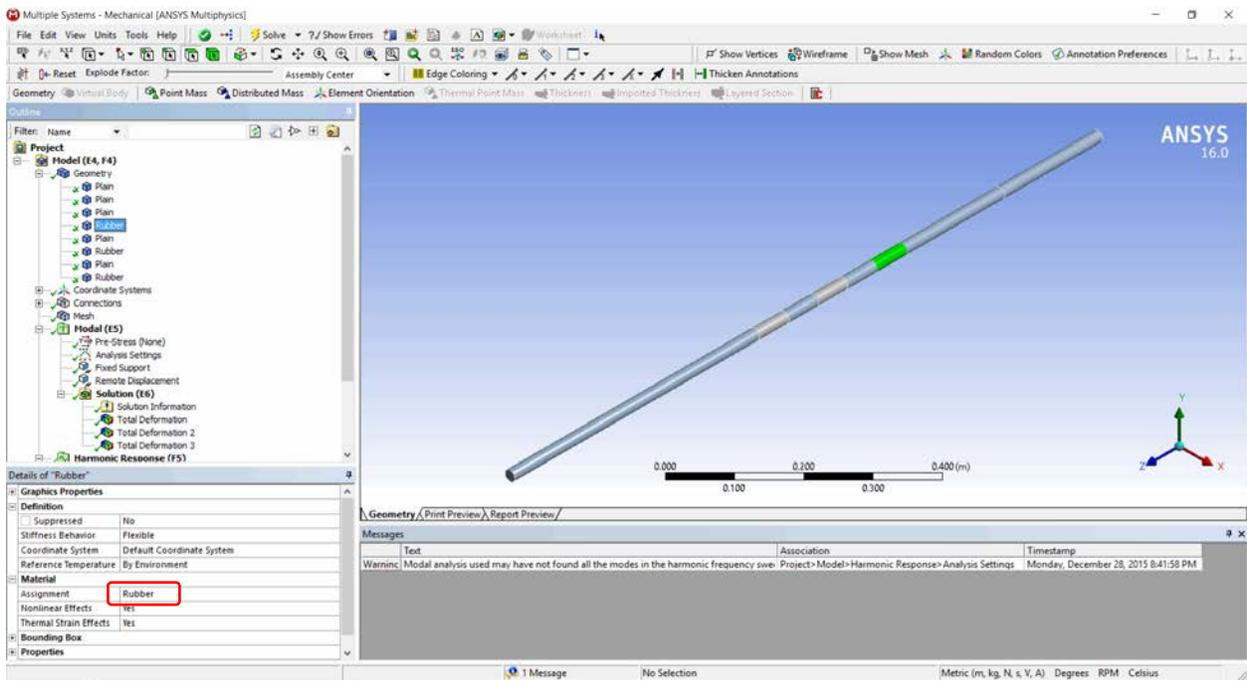 Multiple Systems - Mechanical [ANSYS Multiphysics]
File Edit View Units Tools Help Solve ?/ Show Errors Worksheet
Show Vertices Wireframe Show Mesh Random Colors Annotation Preferences
Reset Explode Factor: Assembly Center Edge Coloring Thicken Annotations
Geometry Virtual Body Point Mass Distributed Mass Element Orientation Thermal Point Mass Thickness Imported Thickness Layered Section
Outline
Filter: Name
Project
Model (E4, F4)
Geometry
Plain
Plain
Plain
Rubber
Plain
Rubber
Plain
Rubber
Coordinate Systems
Connections
Mesh
Modal (E5)
Pre-Stress (None)
Analysis Settings
Fixed Support
Remote Displacement
Solution (E6)
Solution Information
Total Deformation
Total Deformation 2
Total Deformation 3
Harmonic Response (F5)
ANSYS
16.0
Y
Z
X
0.000 0.200 0.400 (m)
0.100 0.300
Geometry Print Preview Report Preview
Details of "Rubber"
Graphics Properties
Definition
Suppressed No
Stiffness Behavior Flexible
Coordinate System Default Coordinate System
Reference Temperature By Environment
Material
Assignment Rubber
Nonlinear Effects Yes
Thermal Strain Effects Yes
Bounding Box
Properties
Messages
Text Association Timestamp
Warninc Modal analysis used may have not found all the modes in the harmonic frequency swe Project>Model>Harmonic Response>Analysis Settings Monday, December 28, 2015 8:41:58 PM
1 Message No Selection Metric (m, kg, N, s, V, A) Degrees RPM Celsius